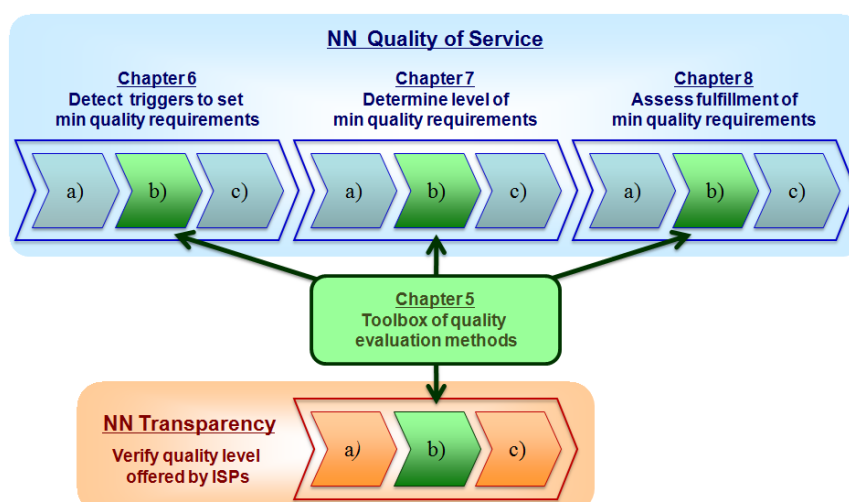 NN Quality of Service
Chapter 6
Detect triggers to set
min quality requirements
a)
b)
c)
Chapter 7
Determine level of
min quality requirements
a)
b)
c)
Chapter 8
Assess fulfillment of
min quality requirements
a)
b)
c)
Chapter 5
Toolbox of quality
evaluation methods
NN Transparency
Verify quality level
offered by ISPs
a)
b)
c)